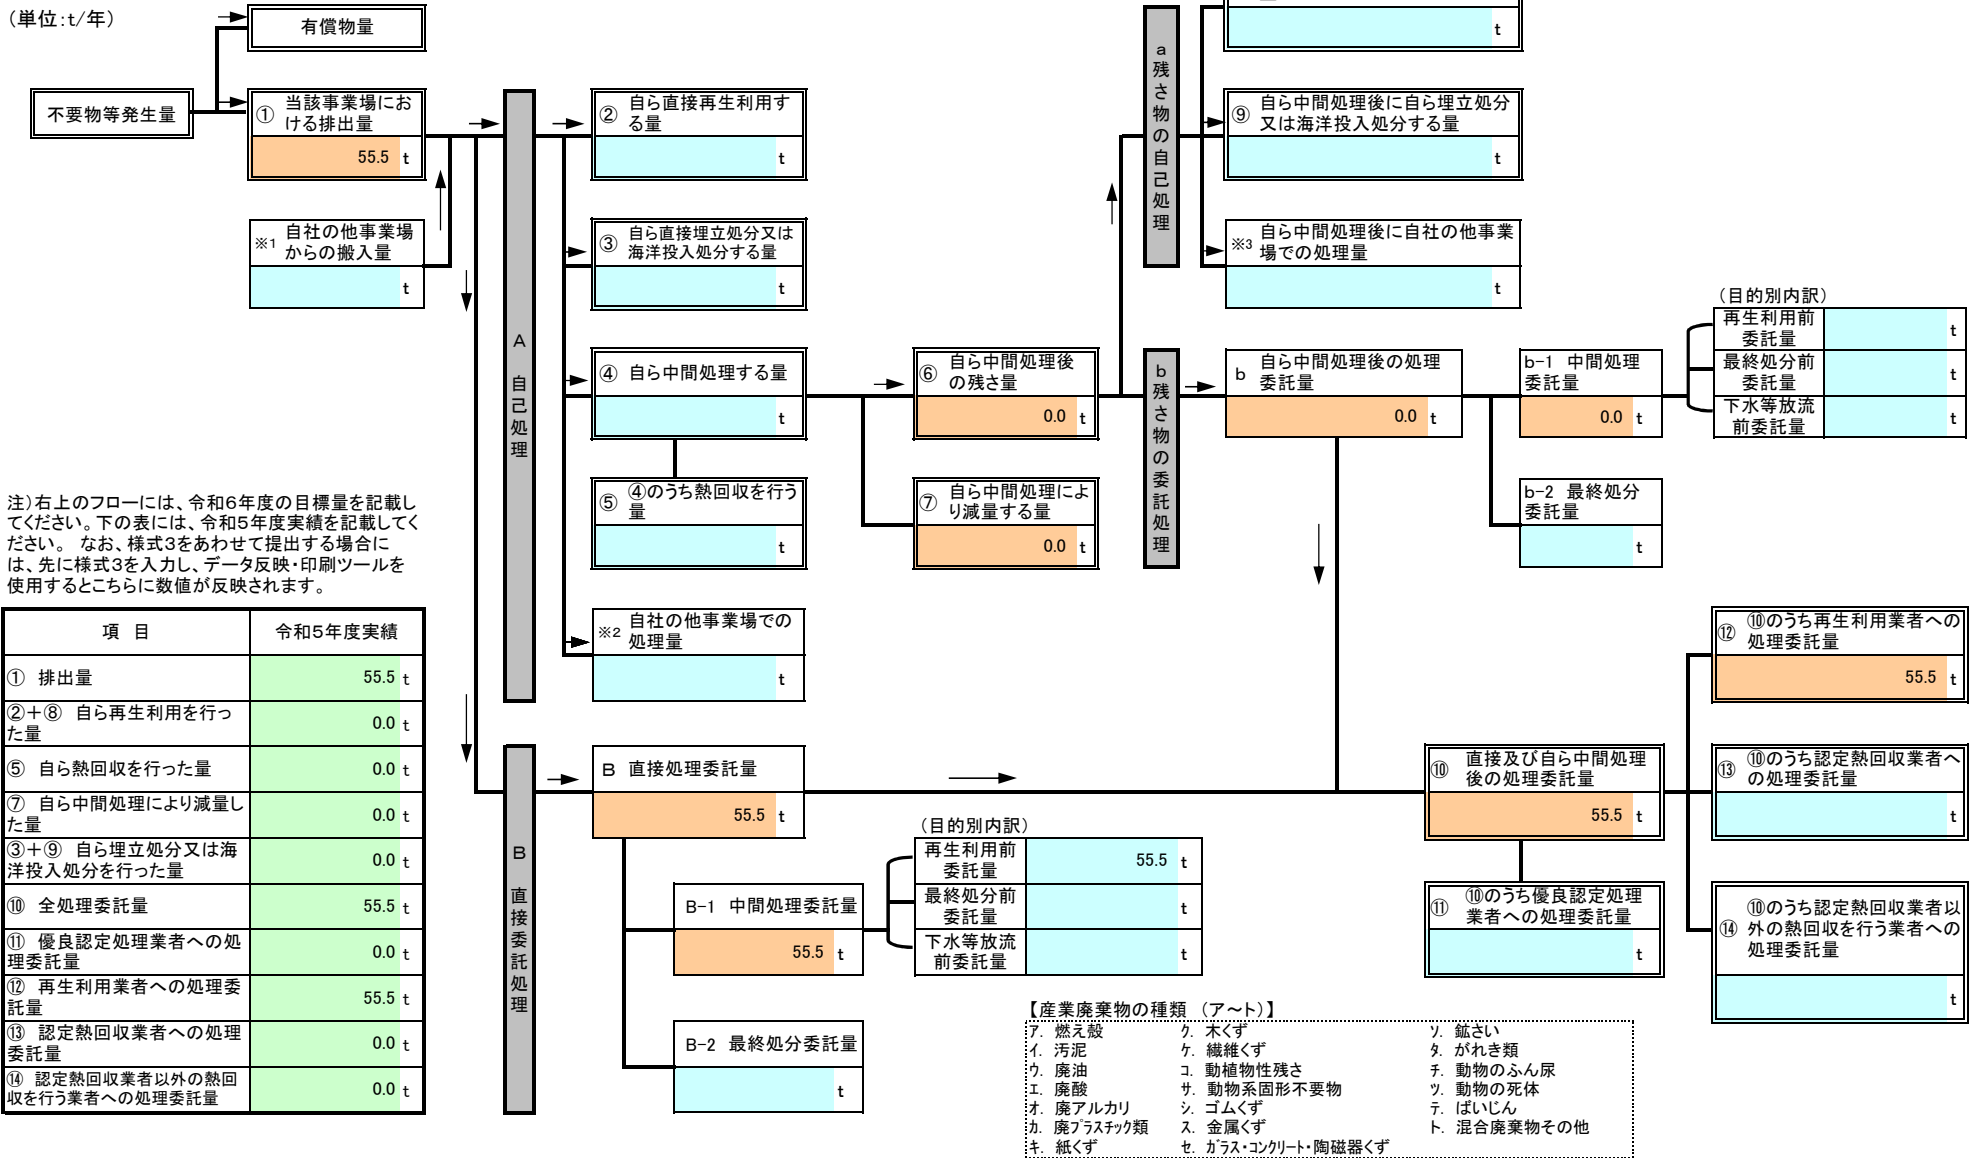 (単位:t/年)
有償物量
t
不要物等発生量
① 当該事業場にお
ける排出量
55.5 t
※1 自社の他事業場
からの搬入量
t
A 自己処理
② 自ら直接再生利用す
る量
t
③ 自ら直接埋立処分又は
海洋投入処分する量
t
④ 自ら中間処理する量
t
⑤ ④のうち熱回収を行う
量
t
※2 自社の他事業場での
処理量
t
⑥ 自ら中間処理後
の残さ量
0.0 t
⑦ 自ら中間処理によ
り減量する量
0.0 t
a残さ物の自己処理
⑨ 自ら中間処理後に自ら埋立処分
又は海洋投入処分する量
t
※3 自ら中間処理後に自社の他事業
場での処理量
t
b残さ物の委託処理
b 自ら中間処理後の処理
委託量
0.0 t
b-1 中間処理
委託量
0.0 t
b-2 最終処分
委託量
t
(目的別内訳)
再生利用前
委託量
t
最終処分前
委託量
t
下水等放流
前委託量
t
注)右上のフローには、令和6年度の目標量を記載し
てください。下の表には、令和5年度実績を記載してく
ださい。 なお、様式3をあわせて提出する場合に
は、先に様式3を入力し、データ反映・印刷ツールを
使用するとこちらに数値が反映されます。
項 目 令和5年度実績
① 排出量 55.5 t
②+⑧ 自ら再生利用を行っ
た量 0.0 t
⑤ 自ら熱回収を行った量 0.0 t
⑦ 自ら中間処理により減量し
た量 0.0 t
③+⑨ 自ら埋立処分又は海
洋投入処分を行った量 0.0 t
⑩ 全処理委託量 55.5 t
⑪ 優良認定処理業者への処
理委託量 0.0 t
⑫ 再生利用業者への処理委
託量 55.5 t
⑬ 認定熱回収業者への処理
委託量 0.0 t
⑭ 認定熱回収業者以外の熱回
収を行う業者への処理委託量 0.0 t
B 直接委託処理
B 直接処理委託量
55.5 t
B-1 中間処理委託量
55.5 t
B-2 最終処分委託量
t
(目的別内訳)
再生利用前
委託量
55.5 t
最終処分前
委託量
t
下水等放流
前委託量
t
⑩ 直接及び自ら中間処理
後の処理委託量
55.5 t
⑪ ⑩のうち優良認定処理
業者への処理委託量
t
⑫ ⑩のうち再生利用業者への
処理委託量
55.5 t
⑬ ⑩のうち認定熱回収業者へ
の処理委託量
t
⑭ ⑩のうち認定熱回収業者以
外の熱回収を行う業者への
処理委託量
t
【産業廃棄物の種類 (ア~ト)】
ア. 燃え殻
イ. 汚泥
ウ. 廃油
エ. 廃酸
オ. 廃アルカリ
カ. 廃プラスチック類
キ. 紙くず
ク. 木くず
ケ. 繊維くず
コ. 動植物性残さ
サ. 動物系固形不要物
シ. ゴムくず
ス. 金属くず
セ. ガラス・コンクリート・陶磁器くず
ソ. 鉱さい
タ. がれき類
チ. 動物のふん尿
ツ. 動物の死体
テ. ばいじん
ト. 混合廃棄物その他